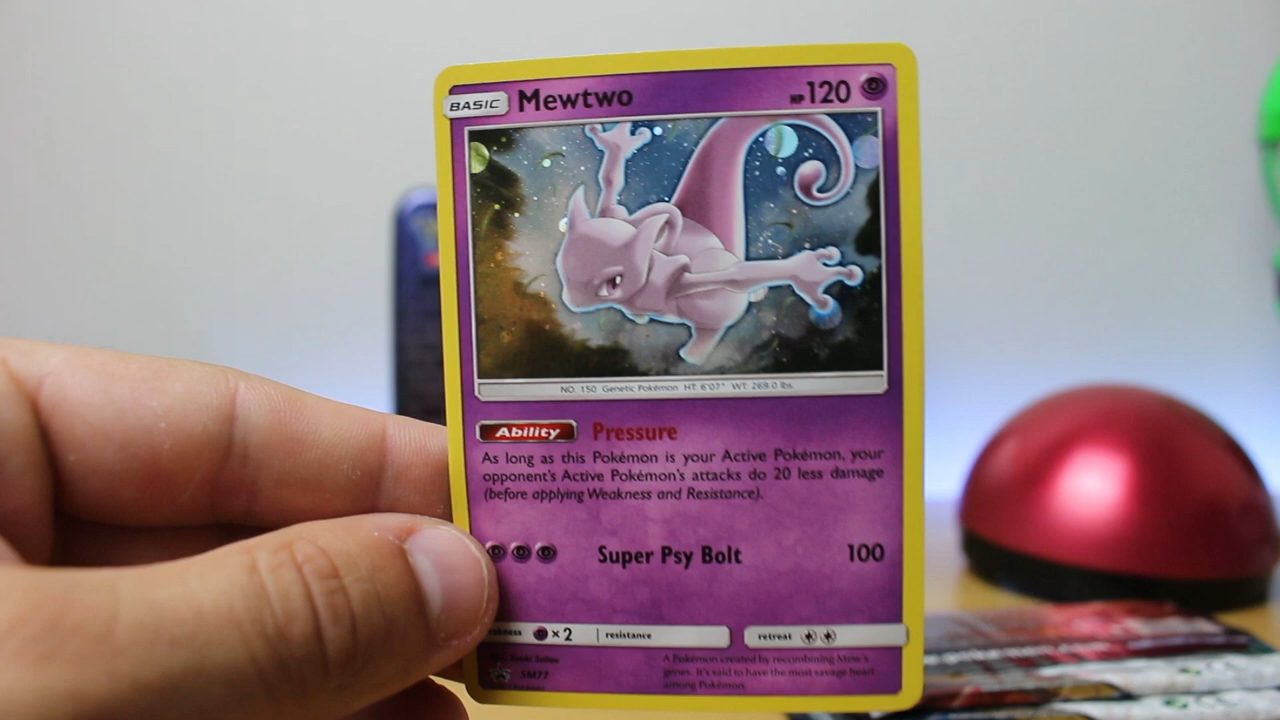 BASIC Mewtwo HP 120
NO. 150 Genetic Pokémon HT: 6'07" WT: 269.0 lbs.
Ability Pressure
As long as this Pokémon is your Active Pokémon, your
opponent's Active Pokémon's attacks do 20 less damage
(before applying Weakness and Resistance).
Super Psy Bolt 100
×2 resistance retreat
SM77
A Pokémon created by recombining Mew's
genes. It's said to have the most savage heart
among Pokémon.